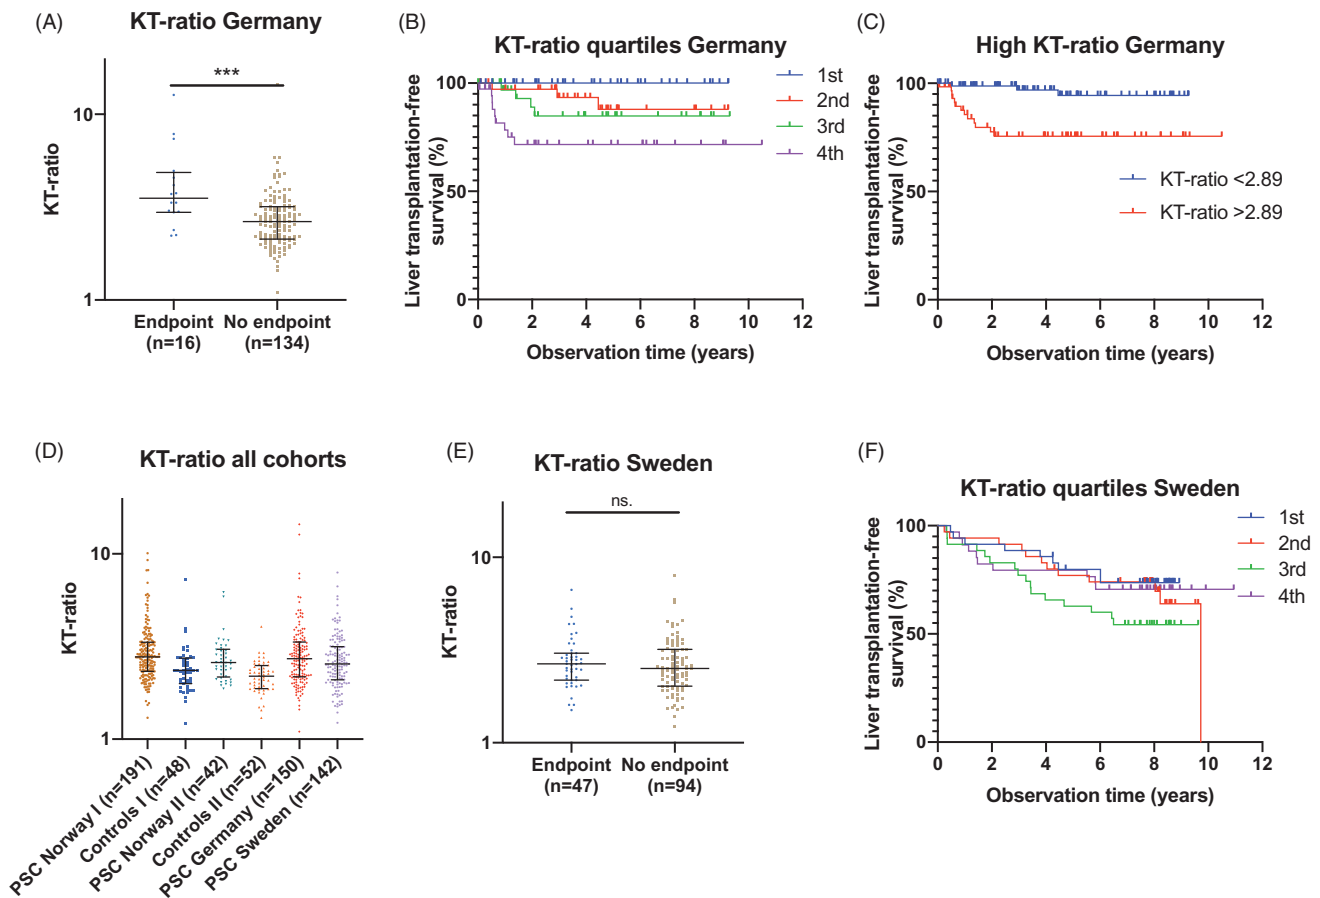 (A)
KT-ratio Germany
***
10
1
KT-ratio
Endpoint
(n=16)
No endpoint
(n=134)
(B)
KT-ratio quartiles Germany
1st
2nd
3rd
4th
100
50
0
Liver transplantation-free
survival (%)
0 2 4 6 8 10 12
Observation time (years)
(C)
High KT-ratio Germany
100
50
0
Liver transplantation-free
survival (%)
KT-ratio <2.89
KT-ratio >2.89
0 2 4 6 8 10 12
Observation time (years)
(D)
KT-ratio all cohorts
10
1
KT-ratio
PSC Norway I (n=191)
Controls I (n=48)
PSC Norway II (n=42)
Controls II (n=52)
PSC Germany (n=150)
PSC Sweden (n=142)
(E)
KT-ratio Sweden
ns.
10
1
KT-ratio
Endpoint
(n=47)
No endpoint
(n=94)
(F)
KT-ratio quartiles Sweden
1st
2nd
3rd
4th
100
50
0
Liver transplantation-free
survival (%)
0 2 4 6 8 10 12
Observation time (years)